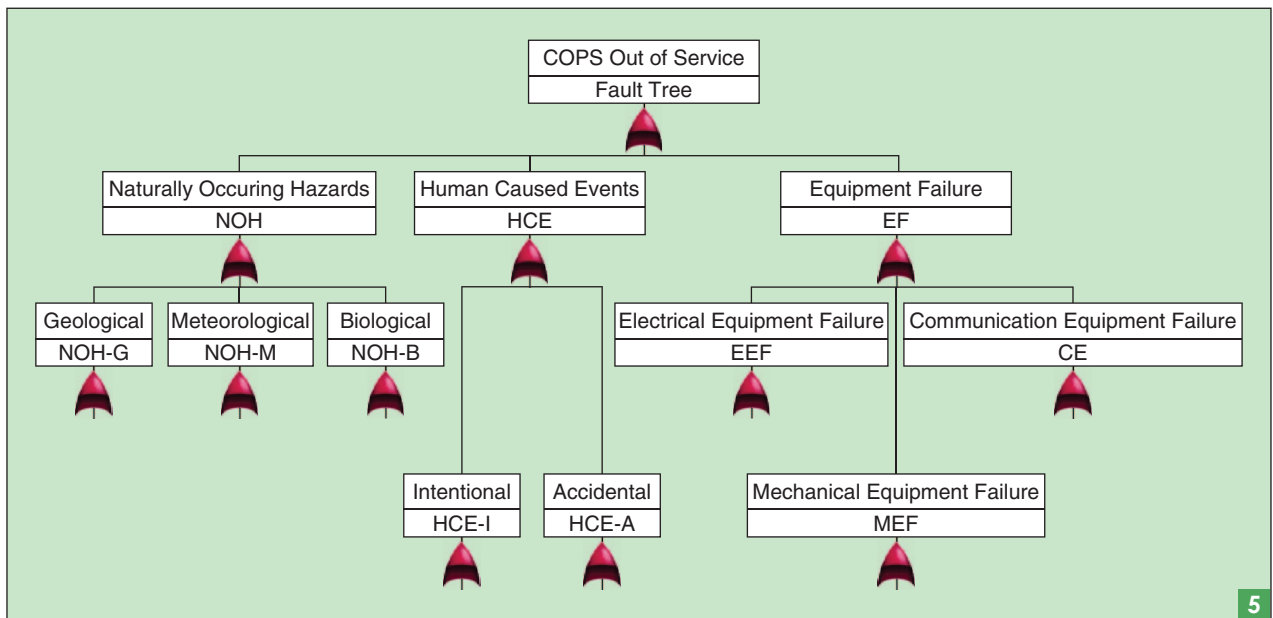 COPS Out of Service
Fault Tree
Naturally Occuring Hazards
NOH
Human Caused Events
HCE
Equipment Failure
EF
Geological
NOH-G
Meteorological
NOH-M
Biological
NOH-B
Electrical Equipment Failure
EEF
Communication Equipment Failure
CE
Intentional
HCE-I
Accidental
HCE-A
Mechanical Equipment Failure
MEF
5